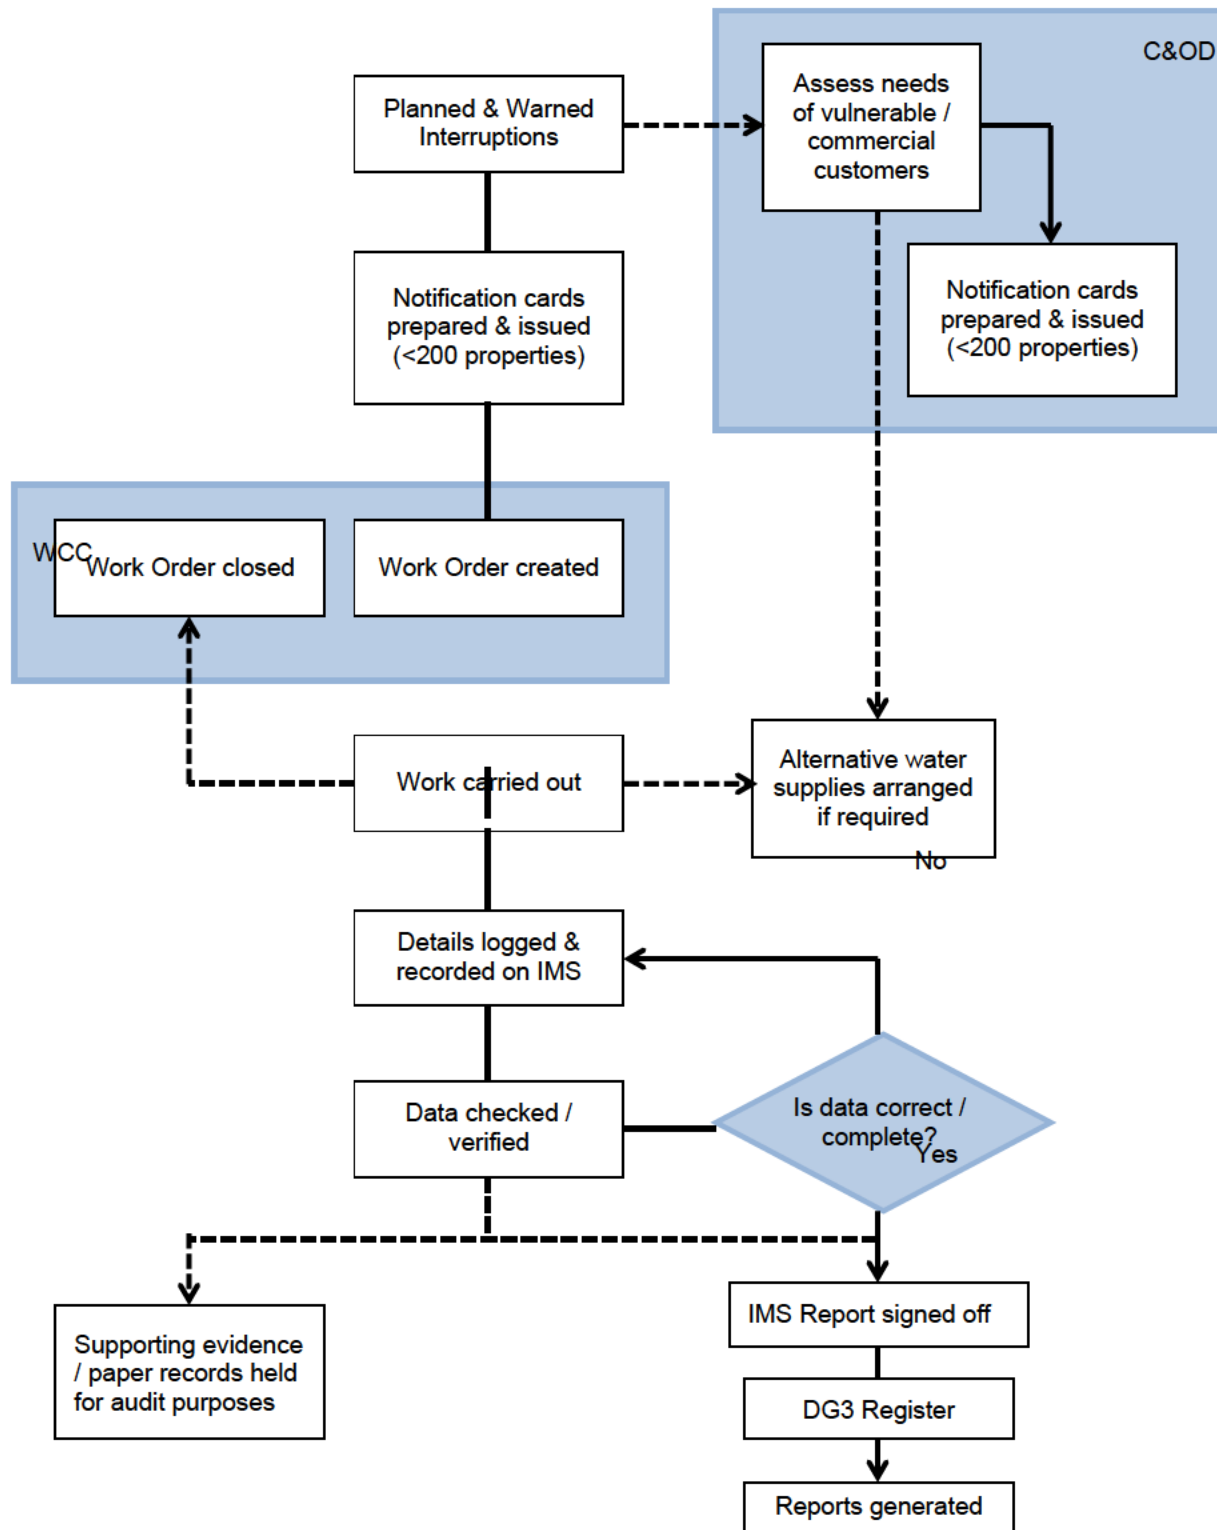 C&OD
Planned & Warned
Interruptions
Assess needs
of vulnerable /
commercial
customers
Notification cards
prepared & issued
(<200 properties)
Notification cards
prepared & issued
(<200 properties)
WCC
Work Order closed
Work Order created
Work carried out
Alternative water
supplies arranged
if required
No
Details logged &
recorded on IMS
Data checked /
verified
Is data correct /
complete?
Yes
Supporting evidence
/ paper records held
for audit purposes
IMS Report signed off
DG3 Register
Reports generated